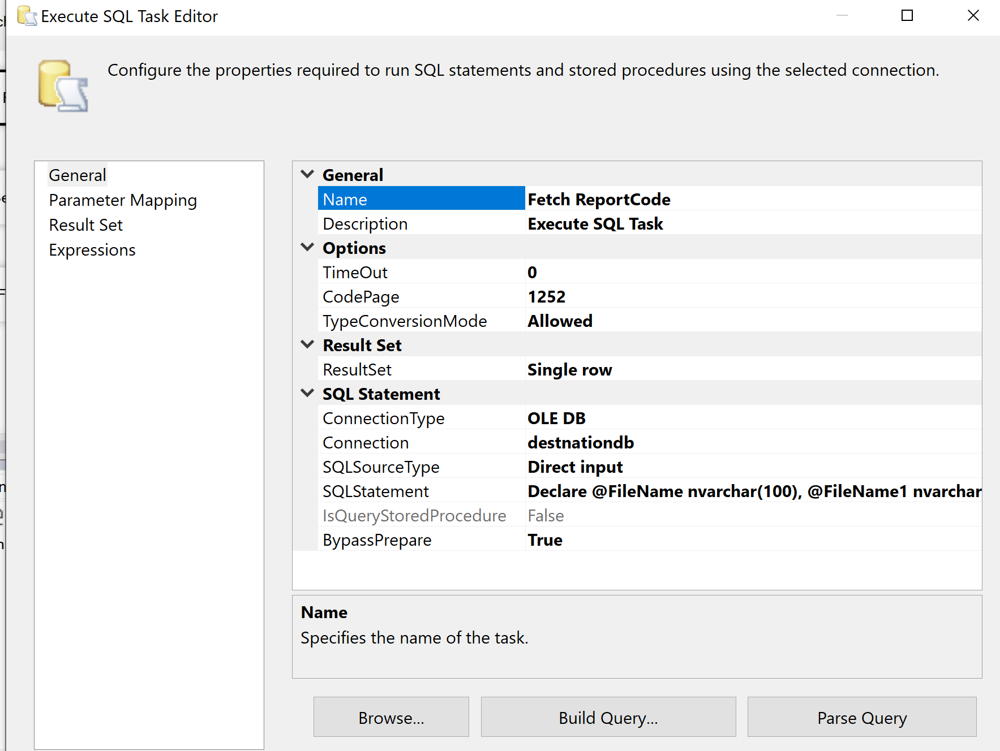 Execute SQL Task Editor
Configure the properties required to run SQL statements and stored procedures using the selected connection.
General
Parameter Mapping
Result Set
Expressions
General
Name Fetch ReportCode
Description Execute SQL Task
Options
TimeOut 0
CodePage 1252
TypeConversionMode Allowed
Result Set
ResultSet Single row
SQL Statement
ConnectionType OLE DB
Connection destnationdb
SQLSourceType Direct input
SQLStatement Declare @FileName nvarchar(100), @FileName1 nvarchar
IsQueryStoredProcedure False
BypassPrepare True
Name
Specifies the name of the task.
Browse...
Build Query...
Parse Query